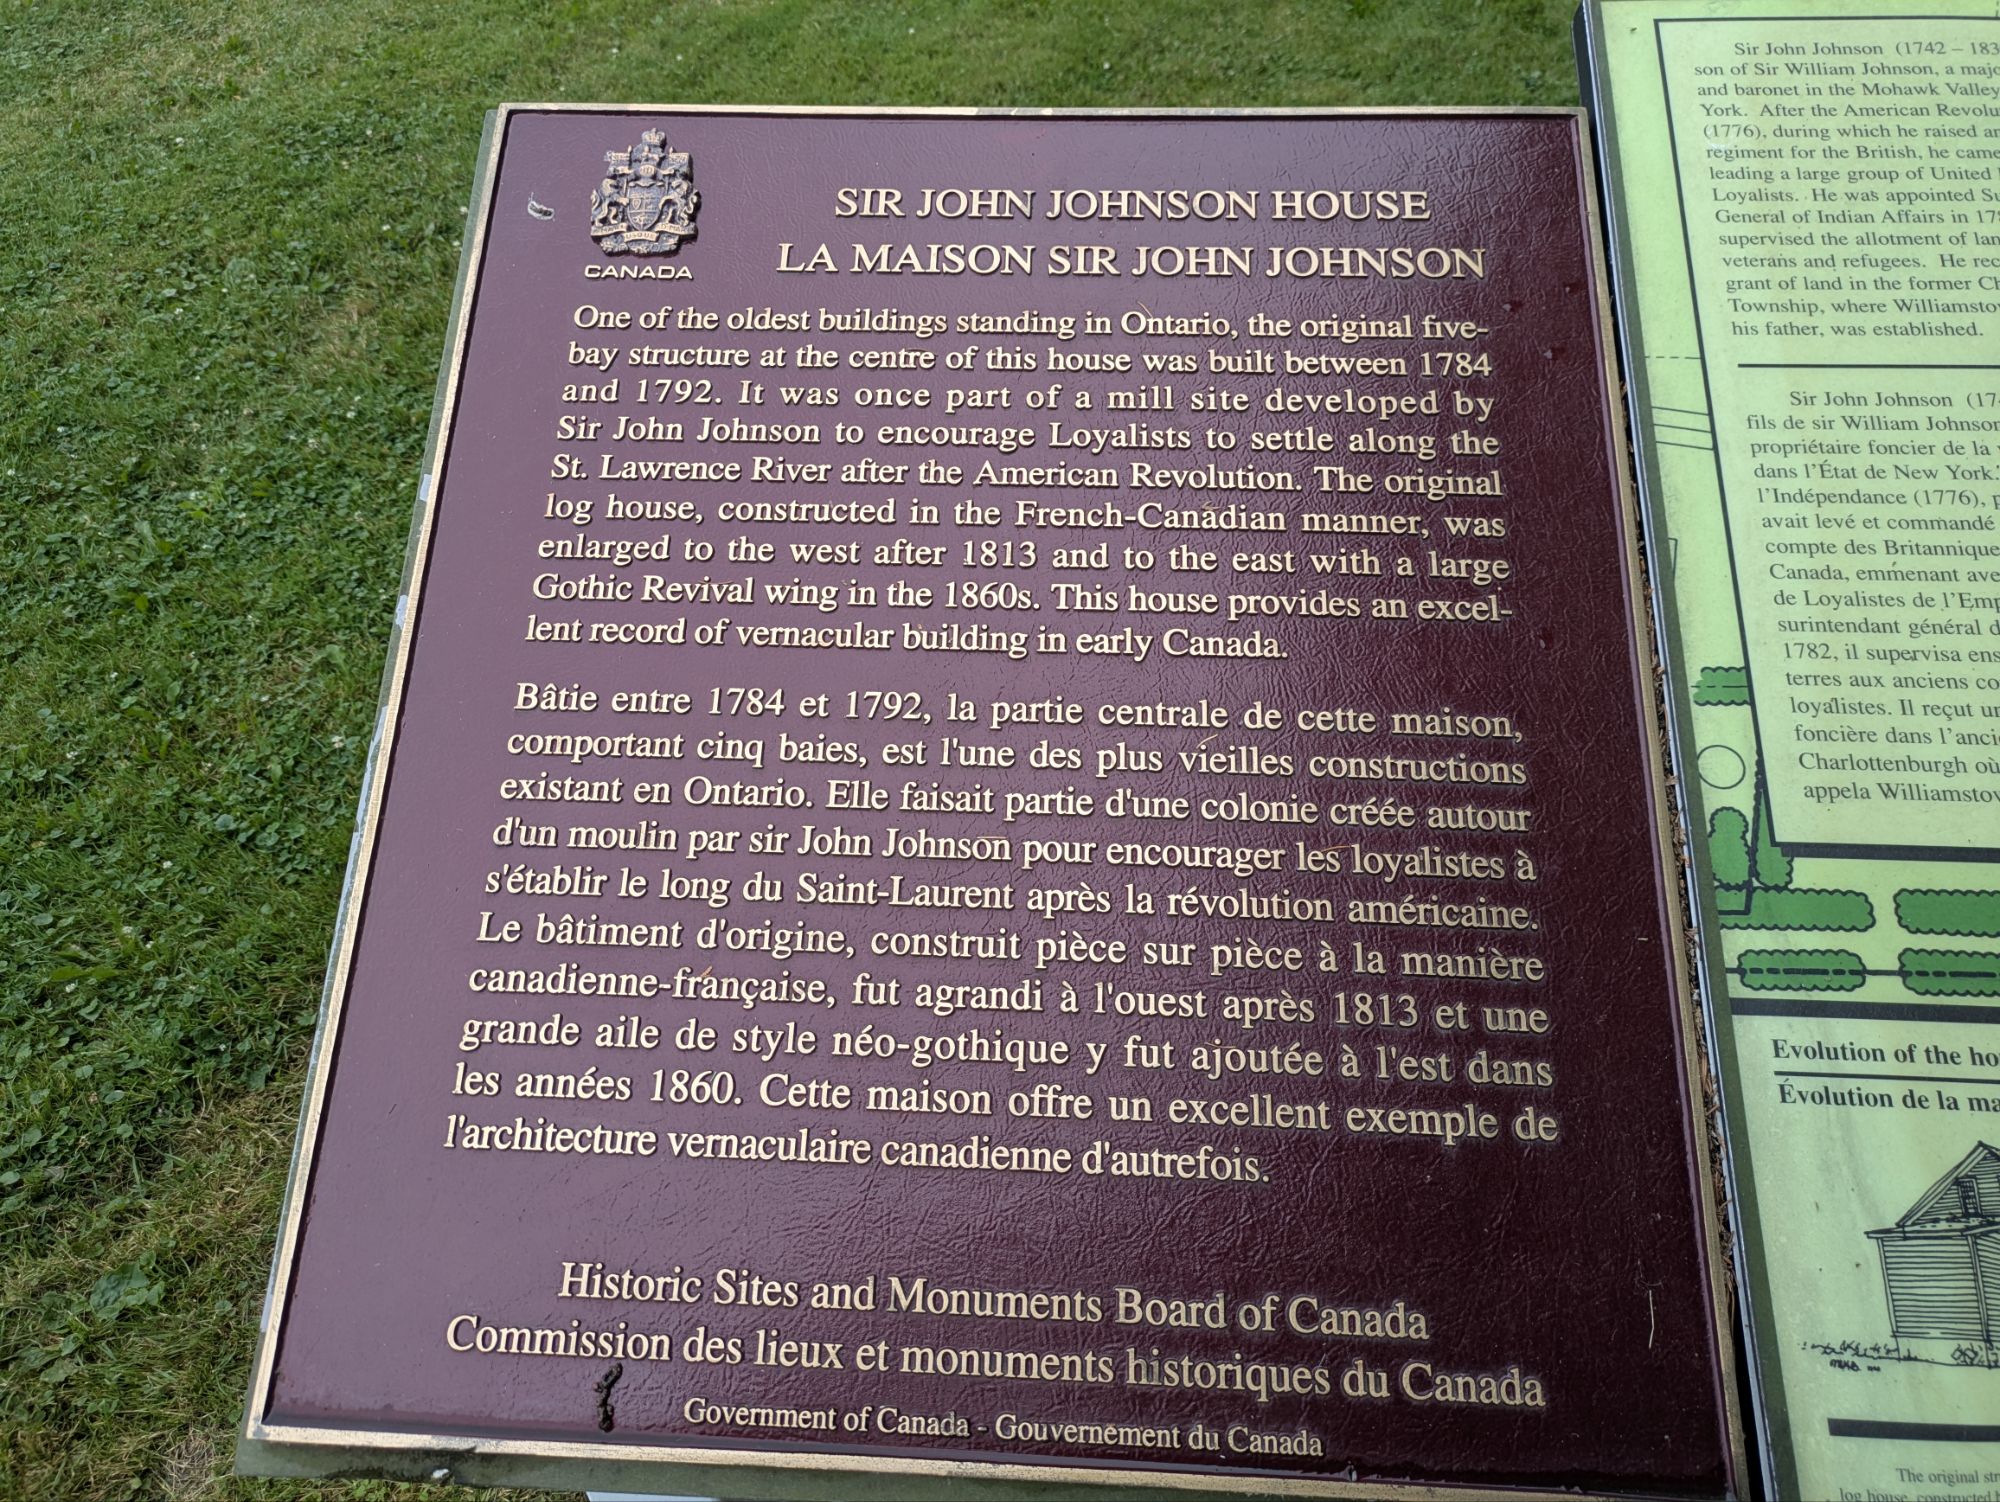 CANADA
SIR JOHN JOHNSON HOUSE
LA MAISON SIR JOHN JOHNSON
One of the oldest buildings standing in Ontario, the original five-
bay structure at the centre of this house was built between 1784
and 1792. It was once part of a mill site developed by
Sir John Johnson to encourage Loyalists to settle along the
St. Lawrence River after the American Revolution. The original
log house, constructed in the French-Canadian manner, was
enlarged to the west after 1813 and to the east with a large
Gothic Revival wing in the 1860s. This house provides an excel-
lent record of vernacular building in early Canada.
Bâtie entre 1784 et 1792, la partie centrale de cette maison,
comportant cinq baies, est l'une des plus vieilles constructions
existant en Ontario. Elle faisait partie d'une colonie créée autour
d'un moulin par sir John Johnson pour encourager les loyalistes à
s'établir le long du Saint-Laurent après la révolution américaine.
Le bâtiment d'origine, construit pièce sur pièce à la manière
canadienne-française, fut agrandi à l'ouest après 1813 et une
grande aile de style néo-gothique y fut ajoutée à l'est dans
les années 1860. Cette maison offre un excellent exemple de
l'architecture vernaculaire canadienne d'autrefois.
Historic Sites and Monuments Board of Canada
Commission des lieux et monuments historiques du Canada
Government of Canada - Gouvernement du Canada
Sir John Johnson (1742 – 183
son of Sir William Johnson, a majo
and baronet in the Mohawk Valley
York. After the American Revolu
(1776), during which he raised an
regiment for the British, he came
leading a large group of United
Loyalists. He was appointed Su
General of Indian Affairs in 178
supervised the allotment of lan
veterans and refugees. He rec
grant of land in the former Ch
Township, where Williamstow
his father, was established.
Sir John Johnson (174
fils de sir William Johnson
propriétaire foncier de la
dans l'État de New York.
l'Indépendance (1776), p
avait levé et commandé
compte des Britannique
Canada, emmenant ave
de Loyalistes de l'Emp
surintendant général d
1782, il supervisa ens
terres aux anciens co
loyalistes. Il reçut un
foncière dans l'anci
Charlottenburgh où
appela Williamstow
Evolution of the ho
Évolution de la ma
The original str
log house, constructed